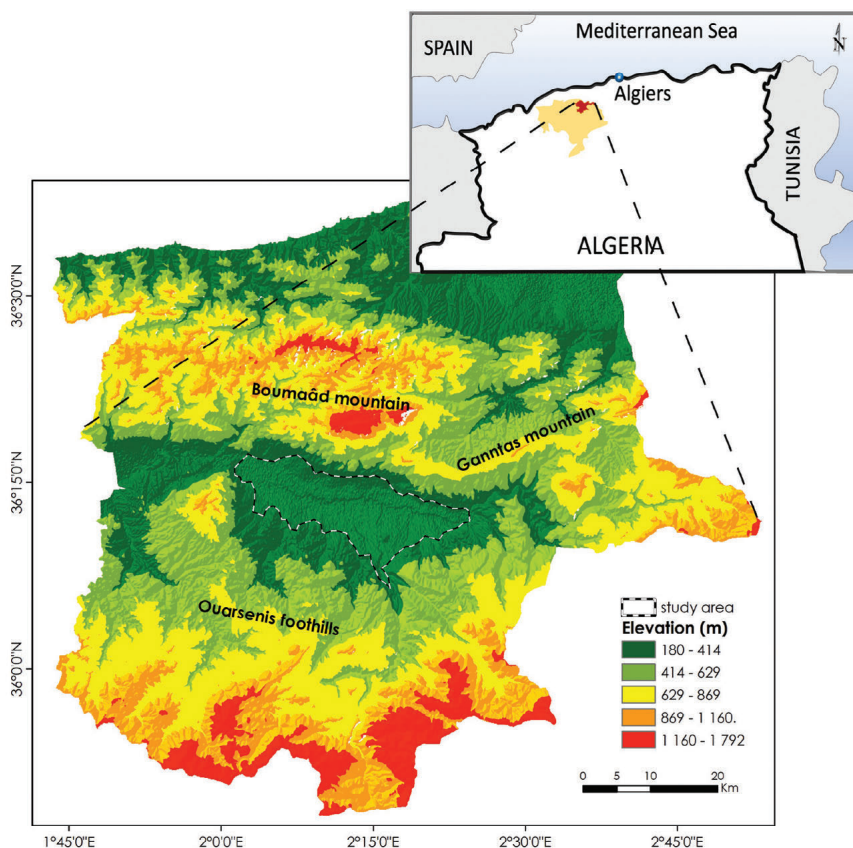 SPAIN
Mediterranean Sea
N
Algiers
TUNISIA
ALGERIA
36°30'0"N
36°15'0"N
36°0'0"N
Boumaâd mountain
Ganntas mountain
Ouarsenis foothills
study area
Elevation (m)
180 - 414
414 - 629
629 - 869
869 - 1 160.
1 160 - 1 792
0 5 10 20
Km
1°45'0"E 2°0'0"E 2°15'0"E 2°30'0"E 2°45'0"E